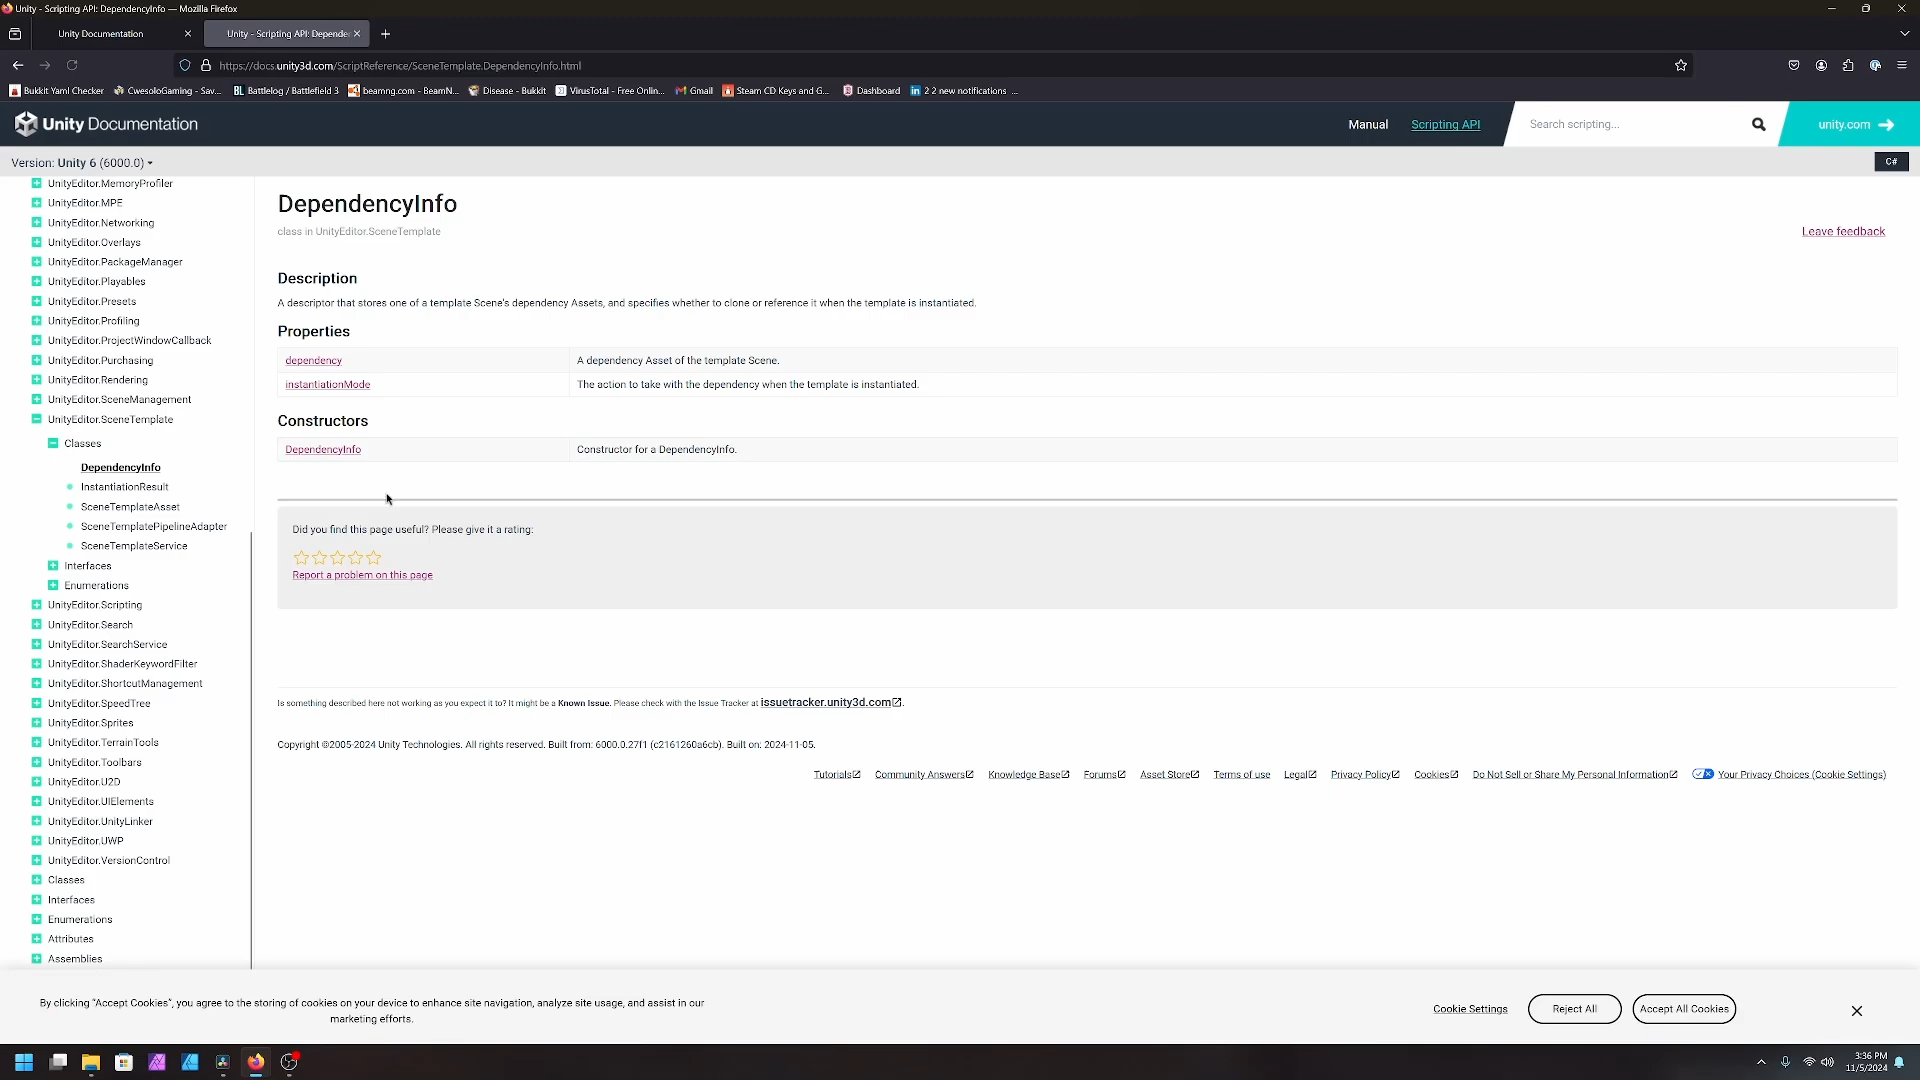 Unity - Scripting API: DependencyInfo — Mozilla Firefox
Unity Documentation
Unity - Scripting API: Depende
https://docs.unity3d.com/ScriptReference/SceneTemplate.DependencyInfo.html
Bukkit Yaml Checker
CwesoloGaming - Sav...
BL Battlelog / Battlefield 3
beamng.com - BeamN...
Disease - Bukkit
VirusTotal - Free Onlin...
Gmail
Steam CD Keys and G...
Dashboard
2 2 new notifications ...
Unity Documentation
Manual
Scripting API
Search scripting...
unity.com
Version: Unity 6 (6000.0)
C#
UnityEditor.MemoryProfiler
UnityEditor.MPE
UnityEditor.Networking
UnityEditor.Overlays
UnityEditor.PackageManager
UnityEditor.Playables
UnityEditor.Presets
UnityEditor.Profiling
UnityEditor.ProjectWindowCallback
UnityEditor.Purchasing
UnityEditor.Rendering
UnityEditor.SceneManagement
UnityEditor.SceneTemplate
Classes
DependencyInfo
InstantiationResult
SceneTemplateAsset
SceneTemplatePipelineAdapter
SceneTemplateService
Interfaces
Enumerations
UnityEditor.Scripting
UnityEditor.Search
UnityEditor.SearchService
UnityEditor.ShaderKeywordFilter
UnityEditor.ShortcutManagement
UnityEditor.SpeedTree
UnityEditor.Sprites
UnityEditor.TerrainTools
UnityEditor.Toolbars
UnityEditor.U2D
UnityEditor.UIElements
UnityEditor.UnityLinker
UnityEditor.UWP
UnityEditor.VersionControl
Classes
Interfaces
Enumerations
Attributes
Assemblies
DependencyInfo
class in UnityEditor.SceneTemplate
Leave feedback
Description
A descriptor that stores one of a template Scene's dependency Assets, and specifies whether to clone or reference it when the template is instantiated.
Properties
dependency A dependency Asset of the template Scene.
instantiationMode The action to take with the dependency when the template is instantiated.
Constructors
DependencyInfo Constructor for a DependencyInfo.
Did you find this page useful? Please give it a rating:
Report a problem on this page
Is something described here not working as you expect it to? It might be a Known Issue. Please check with the Issue Tracker at issuetracker.unity3d.com.
Copyright ©2005-2024 Unity Technologies. All rights reserved. Built from: 6000.0.27f1 (c2161260a6cb). Built on: 2024-11-05.
Tutorials Community Answers Knowledge Base Forums Asset Store Terms of use Legal Privacy Policy Cookies Do Not Sell or Share My Personal Information Your Privacy Choices (Cookie Settings)
By clicking “Accept Cookies”, you agree to the storing of cookies on your device to enhance site navigation, analyze site usage, and assist in our
marketing efforts.
Cookie Settings
Reject All
Accept All Cookies
3:36 PM
11/5/2024